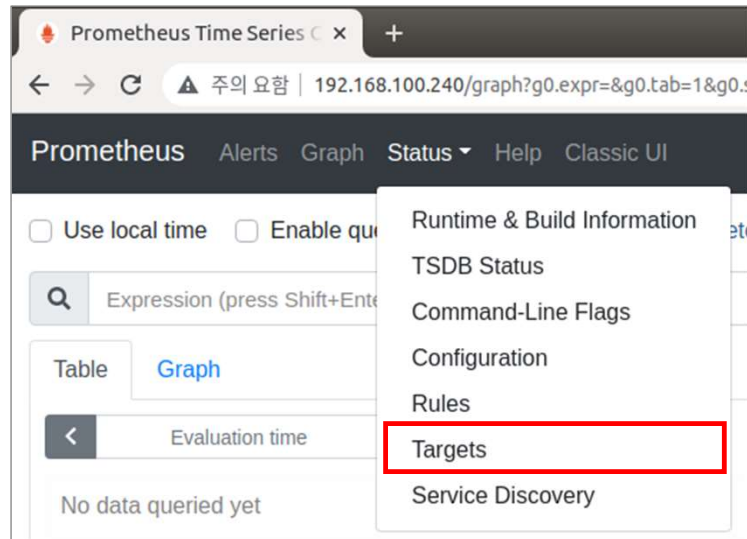 Prometheus Time Series
주의 요함 | 192.168.100.240/graph?g0.expr=&g0.tab=1&g0.s
Prometheus Alerts Graph Status Help Classic UI
Use local time Enable que
Runtime & Build Information
TSDB Status
Expression (press Shift+Ente
Command-Line Flags
Table Graph
Configuration
Rules
Evaluation time
Targets
No data queried yet
Service Discovery